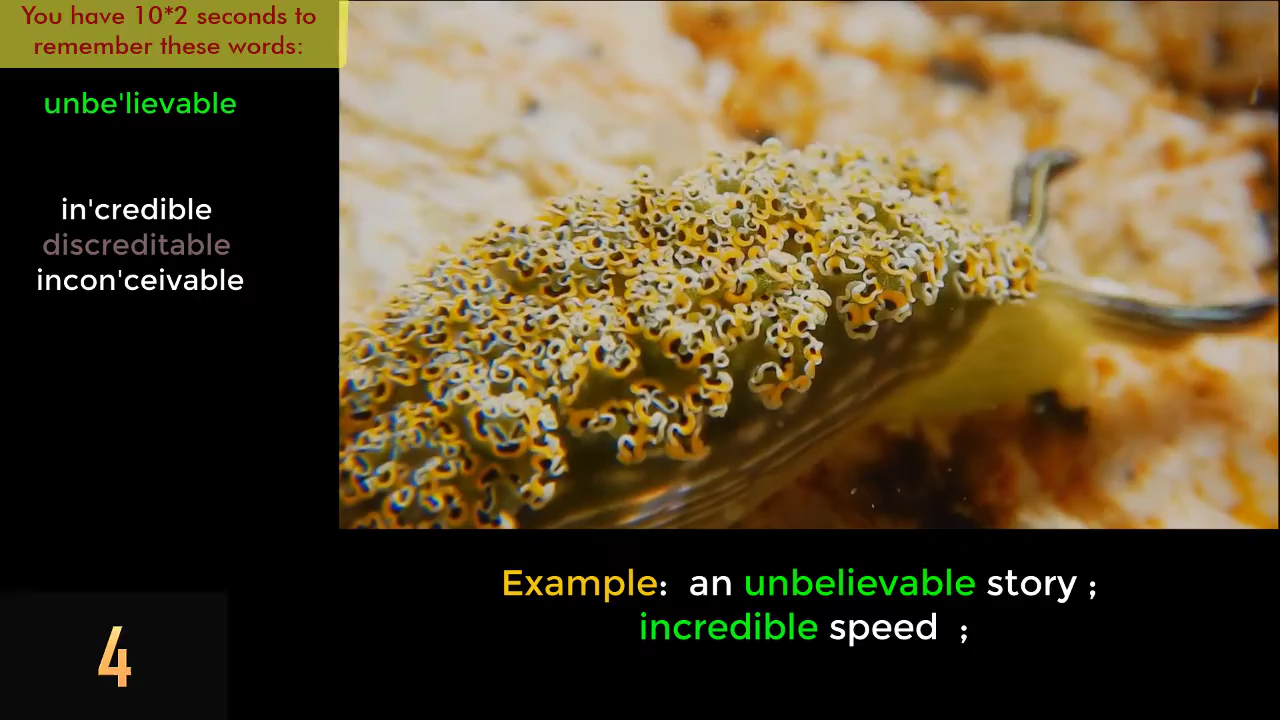 You have 10*2 seconds to
remember these words:
unbe'lievable
in'credible
discreditable
incon'ceivable
Example: an unbelievable story ;
incredible speed ;
4